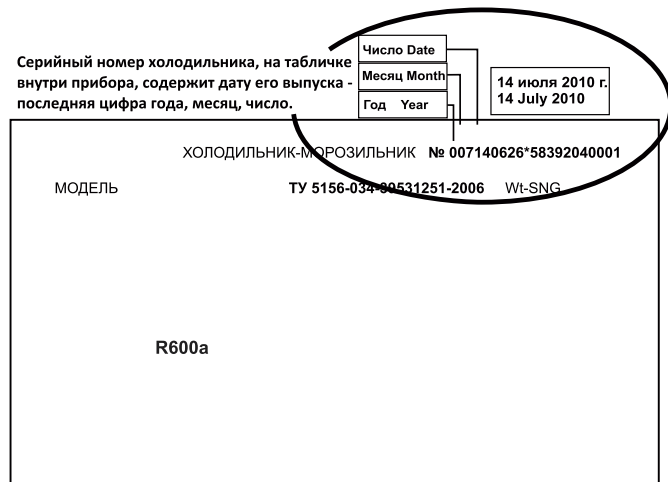 Серийный номер холодильника, на табличке
внутри прибора, содержит дату его выпуска -
последняя цифра года, месяц, число.
Число Date
Месяц Month
Год Year
14 июля 2010 г.
14 July 2010
ХОЛОДИЛЬНИК-МОРОЗИЛЬНИК № 007140626*58392040001
МОДЕЛЬ ТУ 5156-034-39531251-2006 Wt-SNG
R600a